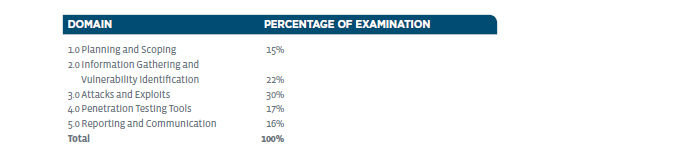 DOMAIN PERCENTAGE OF EXAMINATION
1.0 Planning and Scoping 15%
2.0 Information Gathering and
Vulnerability Identification 22%
3.0 Attacks and Exploits 30%
4.0 Penetration Testing Tools 17%
5.0 Reporting and Communication 16%
Total 100%